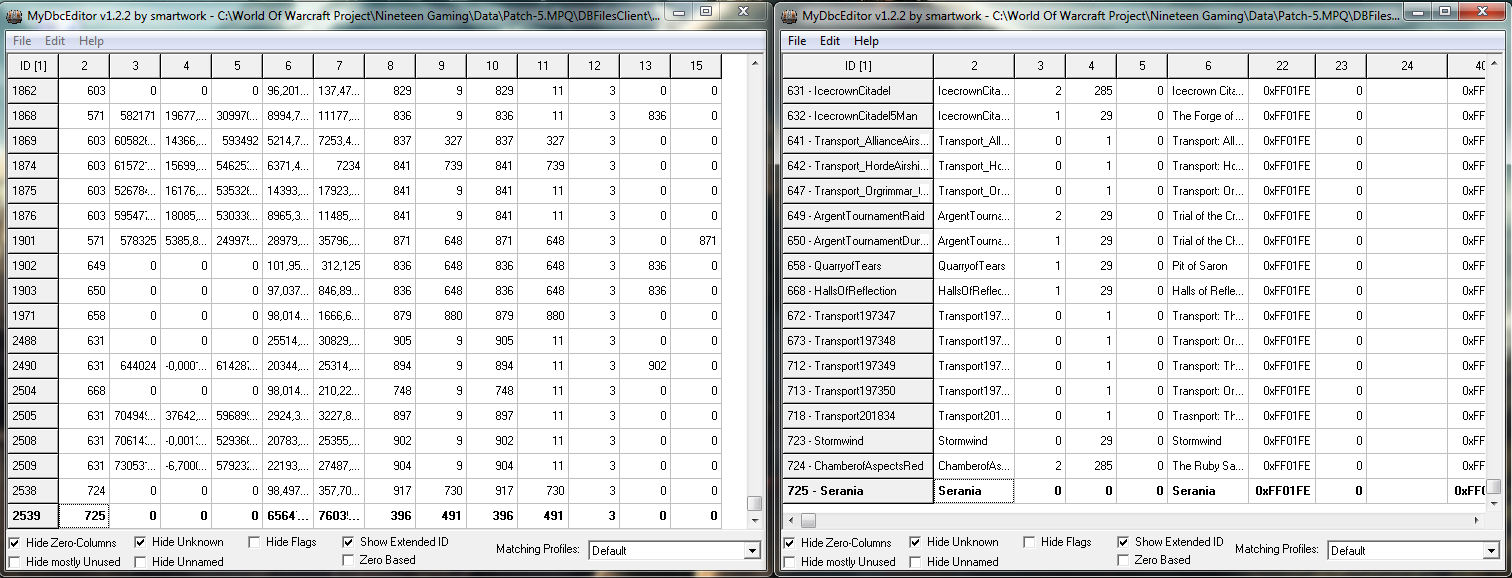 MyDbcEditor v1.2.2 by smartwork - C:\World Of Warcraft Project\Nineteen Gaming\Data\Patch-5.MPQ\DBFilesClient\...
File Edit Help
ID [1] 2 3 4 5 6 7 8 9 10 11 12 13 15
1862 603 0 0 0 96,201... 137,47... 829 9 829 11 3 0 0
1868 571 582171 19677,... 309970... 8994,7... 11177,... 836 9 836 11 3 836 0
1869 603 605826... 14366,... 593492 5214,7... 7253,4... 837 327 837 327 3 0 0
1874 603 61572... 15699,... 546253... 6371,4... 7234 841 739 841 739 3 0 0
1875 603 526784... 16176,... 535326... 14393,... 17923,... 841 9 841 11 3 0 0
1876 603 595473... 18085,... 530338... 8965,3... 11485,... 841 9 841 11 3 0 0
1901 571 578325 5385,8... 249975... 28979,... 35796,... 871 648 871 648 3 0 871
1902 649 0 0 0 101,95... 312,125 836 648 836 648 3 836 0
1903 650 0 0 0 97,037... 846,89... 836 648 836 648 3 836 0
1971 658 0 0 0 98,014... 1666,6... 879 880 879 880 3 0 0
2488 631 0 0 0 25514,... 30829,... 905 9 905 11 3 0 0
2490 631 644024 -0,000... 614287... 20344,... 25314,... 894 9 894 11 3 902 0
2504 668 0 0 0 98,014... 210,22... 748 9 748 11 3 0 0
2505 631 704949... 37642,... 596899... 2924,3... 3227,8... 897 9 897 11 3 0 0
2508 631 70614... -0,001... 529366... 20783,... 25355,... 902 9 902 11 3 0 0
2509 631 73053... -6,700... 579232... 22193,... 27487,... 904 9 904 11 3 0 0
2538 724 0 0 0 98,497... 357,70... 917 730 917 730 3 0 0
2539 725 0 0 0 6564... 7603... 396 491 396 491 3 0 0
Hide Zero-Columns Hide Unknown Hide Flags Show Extended ID Matching Profiles: Default
Hide mostly Unused Hide Unnamed Zero Based
MyDbcEditor v1.2.2 by smartwork - C:\World Of Warcraft Project\Nineteen Gaming\Data\Patch-5.MPQ\DBFiles...
File Edit Help
ID [1] 2 3 4 5 6 22 23 24 40
631 - IcecrownCitadel IcecrownCita... 2 285 0 Icecrown Cita... 0xFF01FE 0 0xFF
632 - IcecrownCitadel5Man IcecrownCita... 1 29 0 The Forge of ... 0xFF01FE 0 0xFF
641 - Transport_AllianceAirs... Transport_All... 0 1 0 Transport: All... 0xFF01FE 0 0xFF
642 - Transport_HordeAirshi... Transport_Ho... 0 1 0 Transport: Ho... 0xFF01FE 0 0xFF
647 - Transport_Orgrimmar_... Transport_Or... 0 1 0 Transport: Or... 0xFF01FE 0 0xFF
649 - ArgentTournamentRaid ArgentTourna... 2 29 0 Trial of the Cr... 0xFF01FE 0 0xFF
650 - ArgentTournamentDun... ArgentTourna... 1 29 0 Trial of the Ch... 0xFF01FE 0 0xFF
658 - QuarryofTears QuarryofTears 1 29 0 Pit of Saron 0xFF01FE 0 0xFF
668 - HallsOfReflection HallsOfReflec... 1 29 0 Halls of Refle... 0xFF01FE 0 0xFF
672 - Transport197347 Transport197... 0 1 0 Transport: Th... 0xFF01FE 0 0xFF
673 - Transport197348 Transport197... 0 1 0 Transport: Or... 0xFF01FE 0 0xFF
712 - Transport197349 Transport197... 0 1 0 Transport: Th... 0xFF01FE 0 0xFF
713 - Transport197350 Transport197... 0 1 0 Transport: Or... 0xFF01FE 0 0xFF
718 - Transport201834 Transport201... 0 1 0 Trasnport: Th... 0xFF01FE 0 0xFF
723 - Stormwind Stormwind 0 29 0 Stormwind 0xFF01FE 0 0xFF
724 - ChamberofAspectsRed ChamberofAs... 2 285 0 The Ruby Sa... 0xFF01FE 0 0xFF
725 - Serania Serania 0 0 0 Serania 0xFF01FE 0 0xFF0
Hide Zero-Columns Hide Unknown Hide Flags Show Extended ID Matching Profiles: Default
Hide mostly Unused Hide Unnamed Zero Based